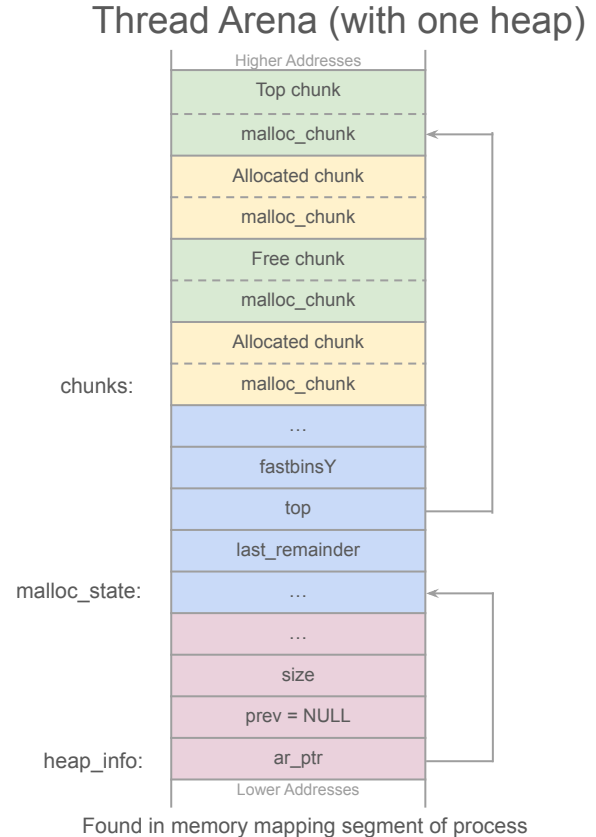 Thread Arena (with one heap)
Higher Addresses
Top chunk
malloc_chunk
Allocated chunk
malloc_chunk
Free chunk
malloc_chunk
Allocated chunk
chunks:
malloc_chunk
…
fastbinsY
top
last_remainder
malloc_state:
…
…
size
prev = NULL
heap_info:
ar_ptr
Lower Addresses
Found in memory mapping segment of process